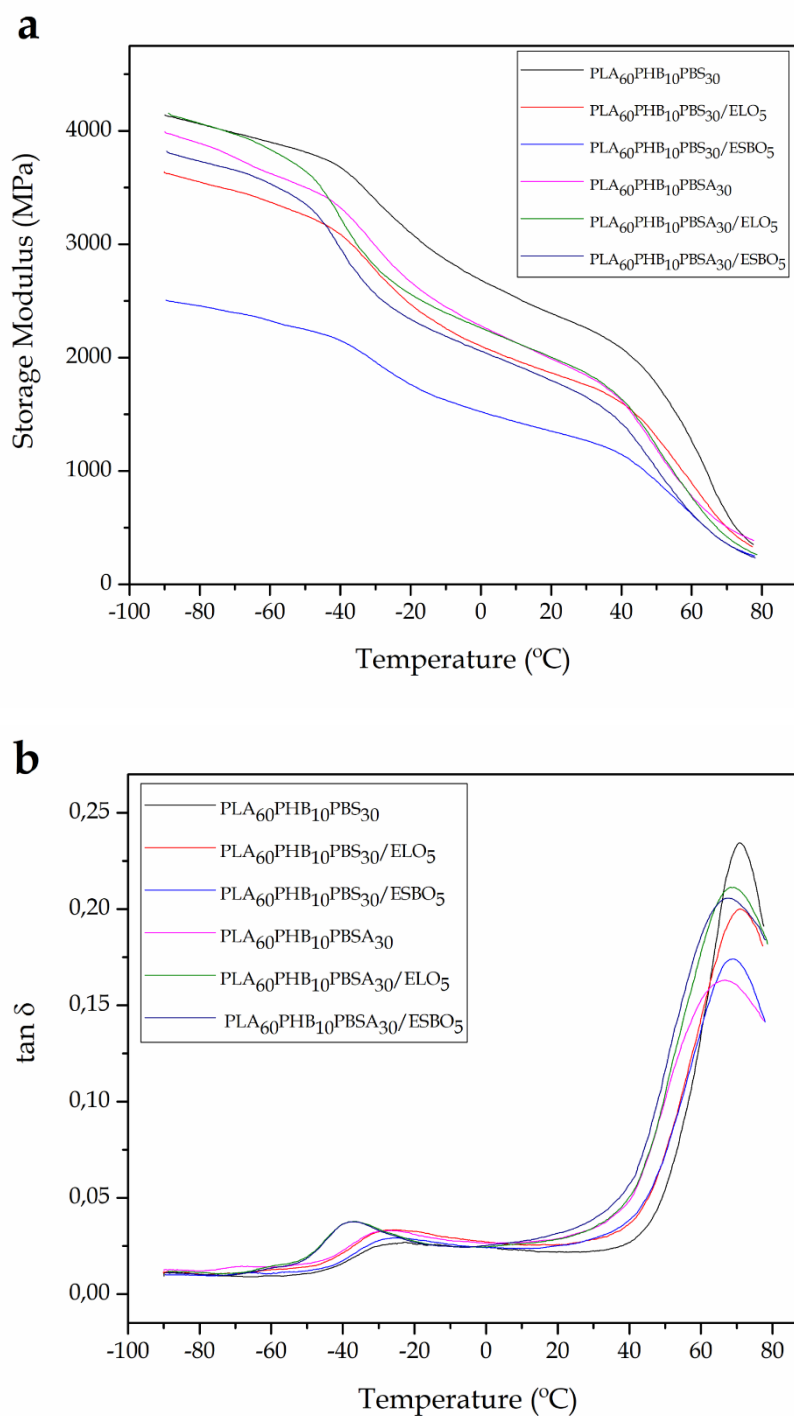 a
PLA60PHB10PBS30
PLA60PHB10PBS30/ELO5
PLA60PHB10PBS30/ESBO5
PLA60PHB10PBSA30
PLA60PHB10PBSA30/ELO5
PLA60PHB10PBSA30/ESBO5
4000
3000
2000
1000
0
Storage Modulus (MPa)
-100 -80 -60 -40 -20 0 20 40 60 80
Temperature (ºC)
b
PLA60PHB10PBS30
PLA60PHB10PBS30/ELO5
PLA60PHB10PBS30/ESBO5
PLA60PHB10PBSA30
PLA60PHB10PBSA30/ELO5
PLA60PHB10PBSA30/ESBO5
0,25
0,20
0,15
0,10
0,05
0,00
tan δ
-100 -80 -60 -40 -20 0 20 40 60 80
Temperature (ºC)